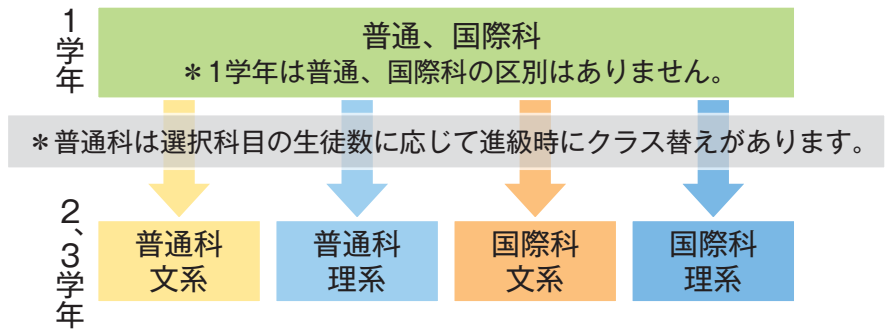 1学年
普通、国際科
＊1学年は普通、国際科の区別はありません。
＊普通科は選択科目の生徒数に応じて進級時にクラス替えがあります。
2、3学年
普通科
文系
普通科
理系
国際科
文系
国際科
理系